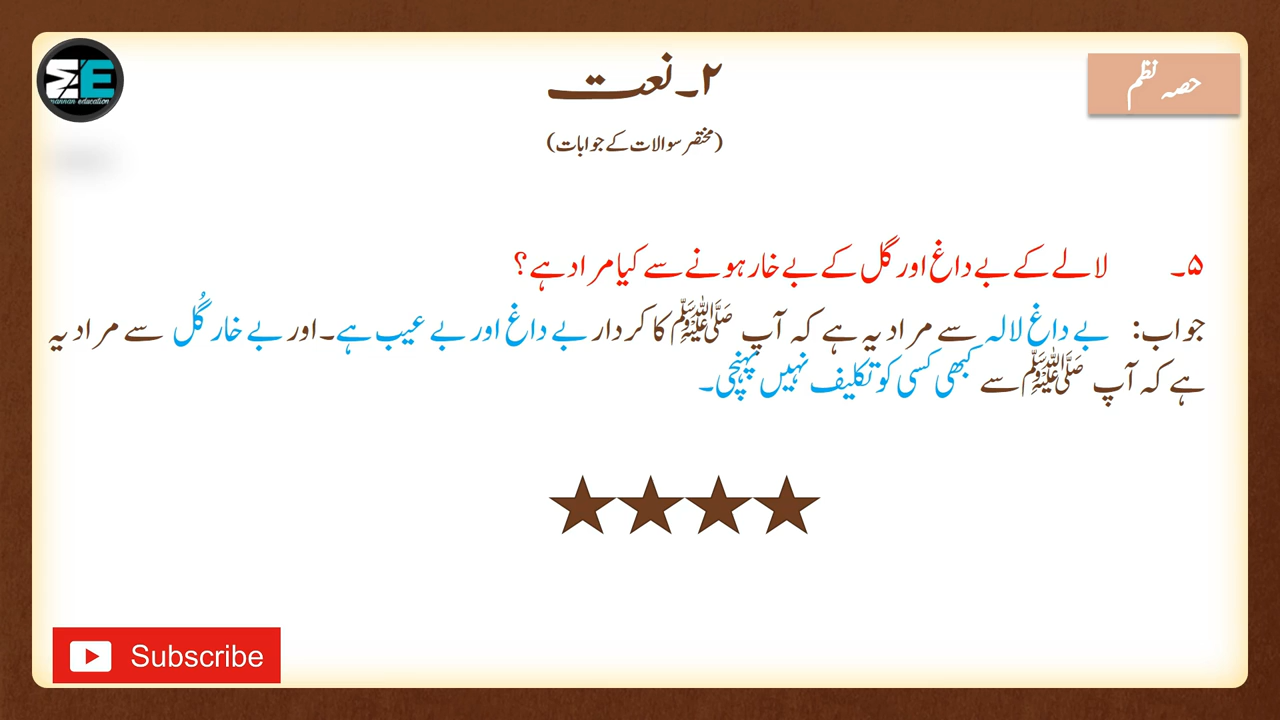 حصہ نظم
۲۔نعت
(مختصر سوالات کے جوابات)
۵۔ لالے کے بے داغ اور گل کے بے خار ہونے سے کیا مراد ہے؟
جواب: بے داغ لالہ سے مراد یہ ہے کہ آپ ﷺ کا کردار بے داغ اور بے عیب ہے۔ اور بے خار گُل سے مراد یہ
ہے کہ آپ ﷺ سے کبھی کسی کو تکلیف نہیں پہنچی۔
mannan education
Subscribe